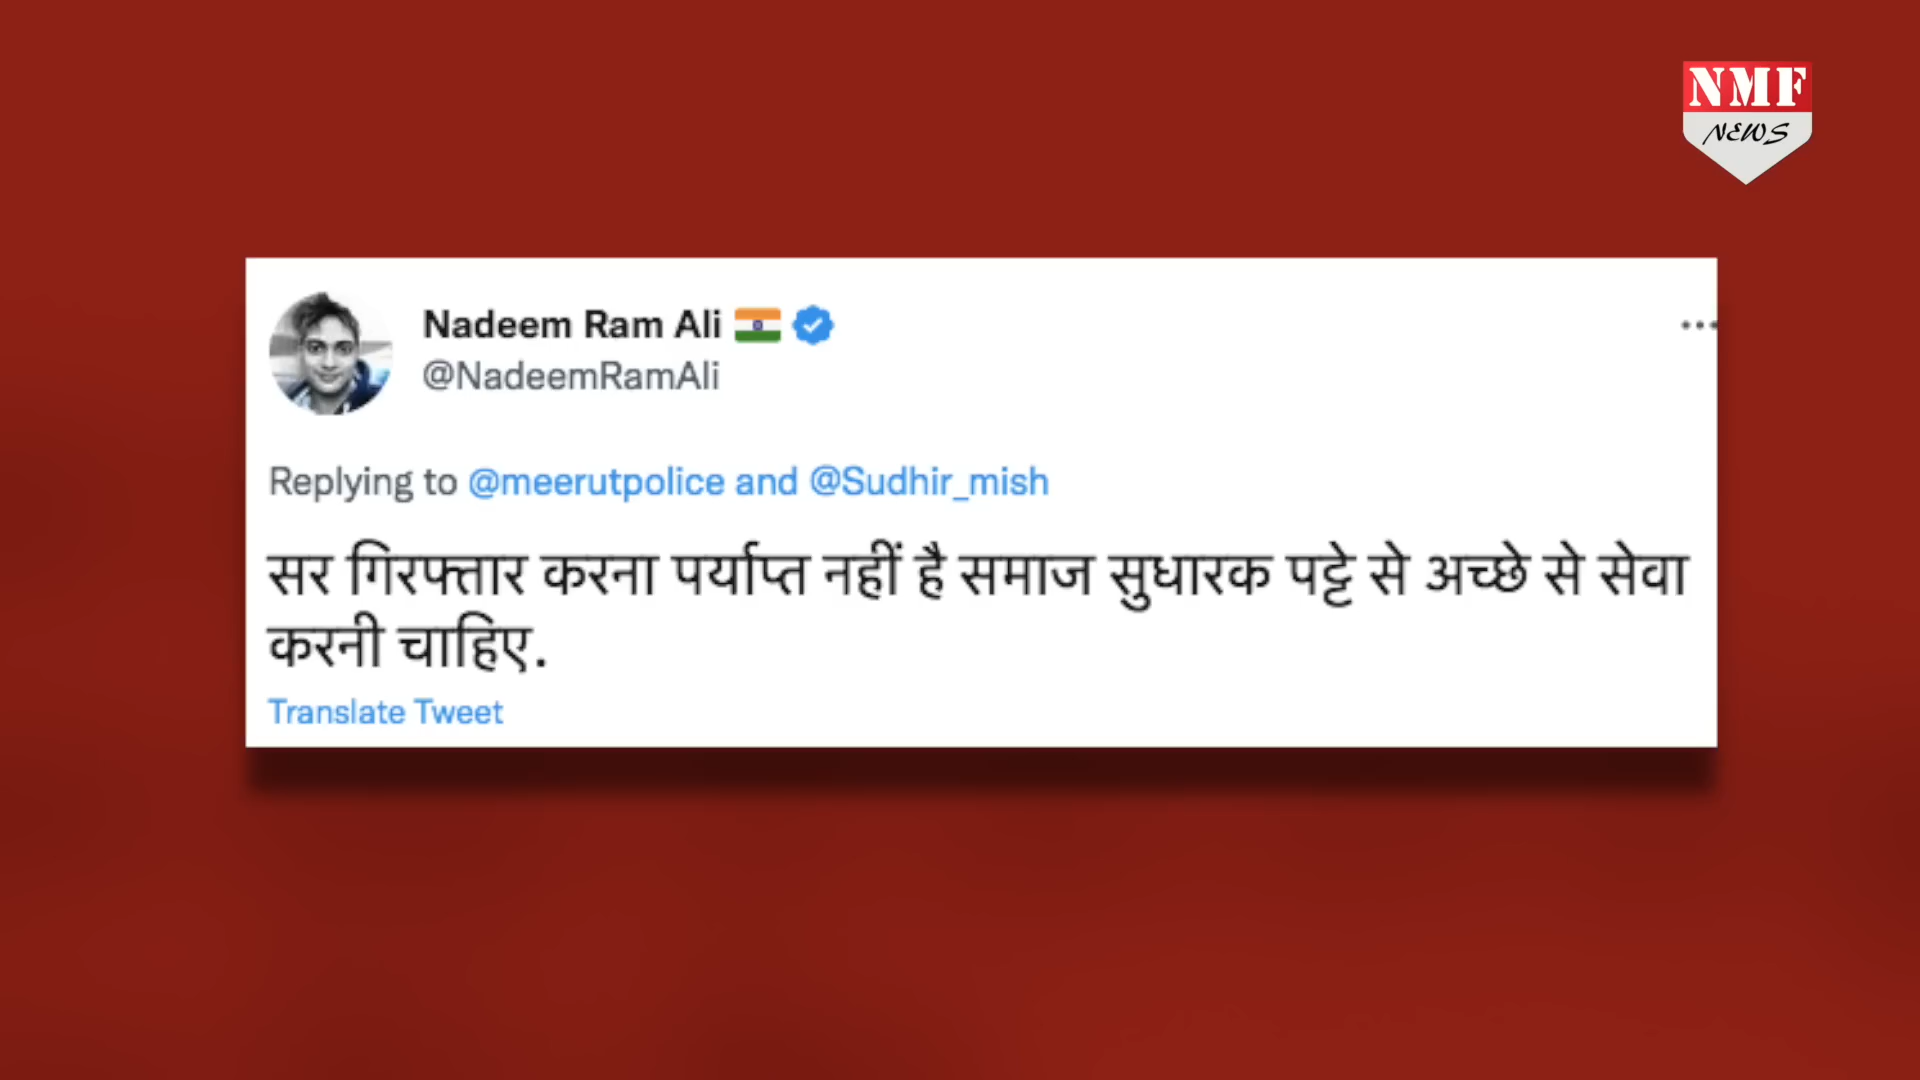 NMF
NEWS
Nadeem Ram Ali
@NadeemRamAli
Replying to @meerutpolice and @Sudhir_mish
सर गिरफ्तार करना पर्याप्त नहीं है समाज सुधारक पट्टे से अच्छे से सेवा
करनी चाहिए.
Translate Tweet